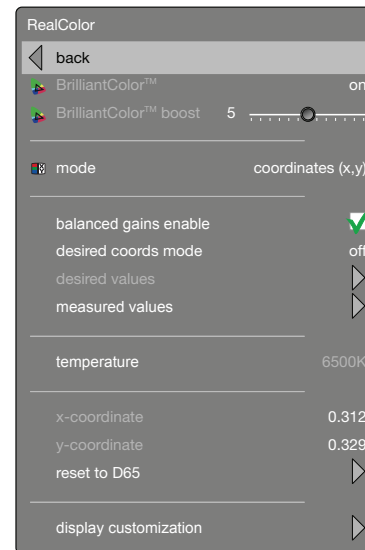 RealColor
back
BrilliantColor™ on
BrilliantColor™ boost 5
mode coordinates (x,y)
balanced gains enable
desired coords mode off
desired values
measured values
temperature 6500K
x-coordinate 0.312
y-coordinate 0.329
reset to D65
display customization